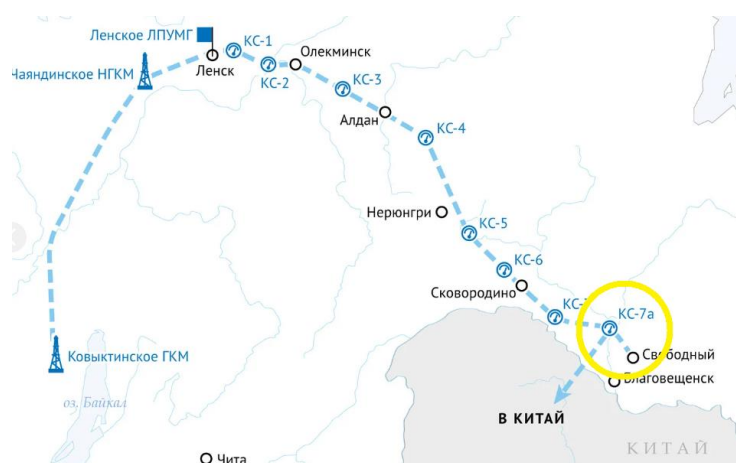 Ленское ЛПУМГ
КС-1
Олекминск
Чаяндинское НГКМ
Ленск
КС-2
КС-3
Алдан
КС-4
Нерюнгри
КС-5
КС-6
Сковородино
КС-7а
Ковыктинское ГКМ
Свободный
Благовещенск
оз. Байкал
В КИТАЙ
КИТАЙ
Чита